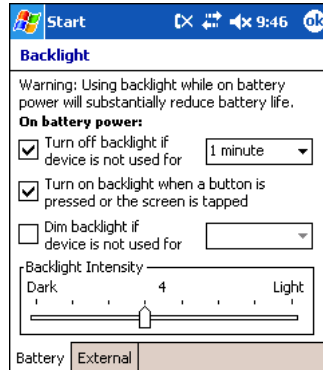 Start 9:46 ok
Backlight
Warning: Using backlight while on battery
power will substantially reduce battery life.
On battery power:
Turn off backlight if
device is not used for 1 minute
Turn on backlight when a button is
pressed or the screen is tapped
Dim backlight if
device is not used for
Backlight Intensity
Dark 4 Light
Battery External